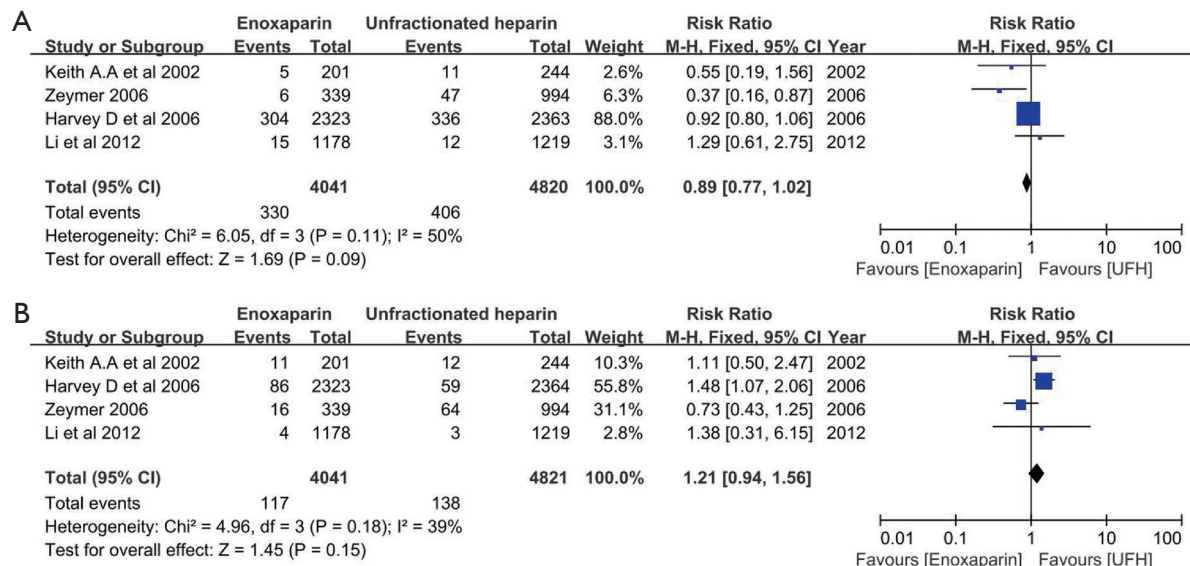 A
Enoxaparin Unfractionated heparin Risk Ratio Risk Ratio
Study or Subgroup Events Total Events Total Weight M-H, Fixed, 95% CI Year M-H, Fixed, 95% CI
Keith A.A et al 2002 5 201 11 244 2.6% 0.55 [0.19, 1.56] 2002
Zeymer 2006 6 339 47 994 6.3% 0.37 [0.16, 0.87] 2006
Harvey D et al 2006 304 2323 336 2363 88.0% 0.92 [0.80, 1.06] 2006
Li et al 2012 15 1178 12 1219 3.1% 1.29 [0.61, 2.75] 2012
Total (95% CI) 4041 4820 100.0% 0.89 [0.77, 1.02]
Total events 330 406
Heterogeneity: Chi² = 6.05, df = 3 (P = 0.11); I² = 50%
Test for overall effect: Z = 1.69 (P = 0.09)
0.01 0.1 1 10 100
Favours [Enoxaparin] Favours [UFH]
B
Enoxaparin Unfractionated heparin Risk Ratio Risk Ratio
Study or Subgroup Events Total Events Total Weight M-H, Fixed, 95% CI Year M-H, Fixed, 95% CI
Keith A.A et al 2002 11 201 12 244 10.3% 1.11 [0.50, 2.47] 2002
Harvey D et al 2006 86 2323 59 2364 55.8% 1.48 [1.07, 2.06] 2006
Zeymer 2006 16 339 64 994 31.1% 0.73 [0.43, 1.25] 2006
Li et al 2012 4 1178 3 1219 2.8% 1.38 [0.31, 6.15] 2012
Total (95% CI) 4041 4821 100.0% 1.21 [0.94, 1.56]
Total events 117 138
Heterogeneity: Chi² = 4.96, df = 3 (P = 0.18); I² = 39%
Test for overall effect: Z = 1.45 (P = 0.15)
0.01 0.1 1 10 100
Favours [Enoxaparin] Favours [UFH]